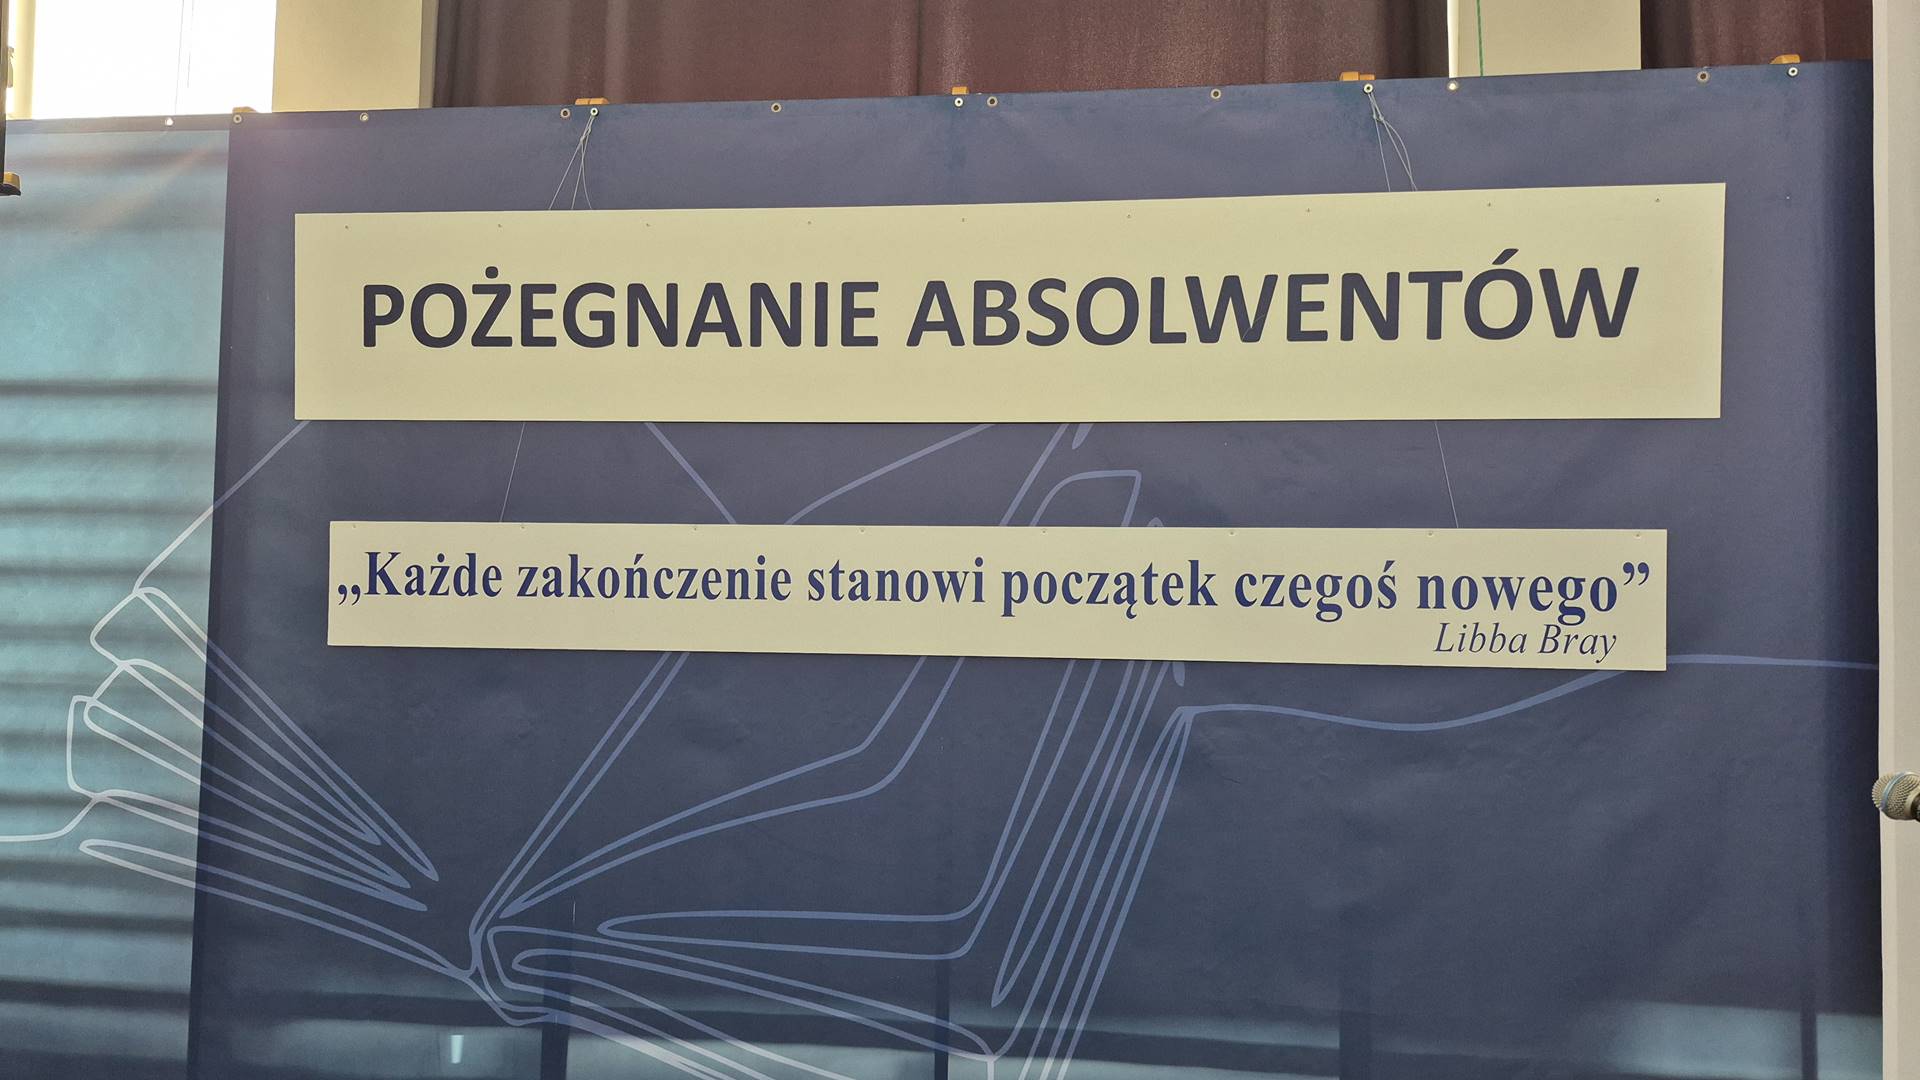 POŻEGNANIE ABSOLWENTÓW
„Każde zakończenie stanowi początek czegoś nowego”
Libba Bray